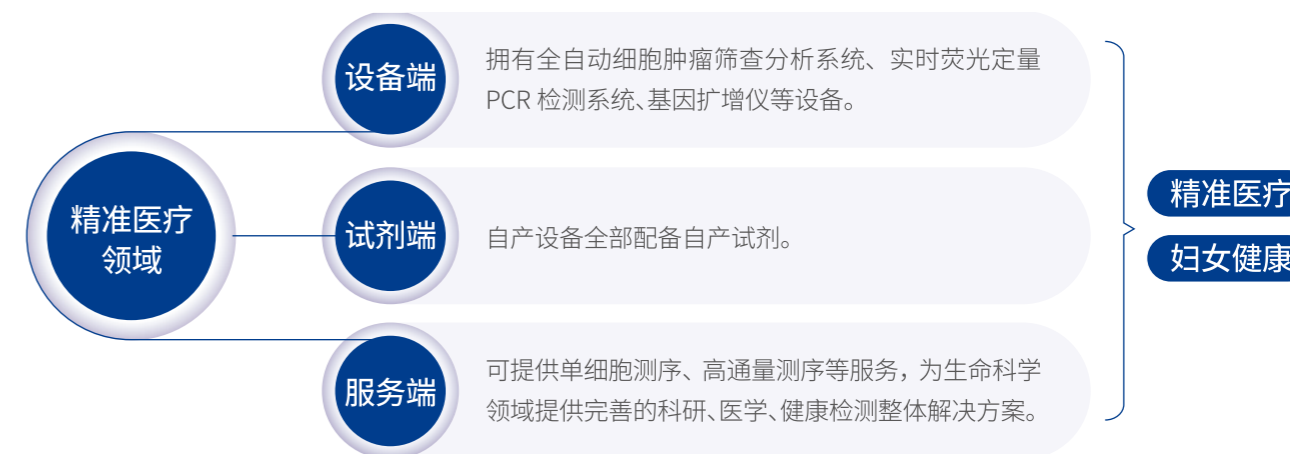 精准医疗
领域
设备端
拥有全自动细胞肿瘤筛查分析系统、实时荧光定量
PCR 检测系统、基因扩增仪等设备。
试剂端
自产设备全部配备自产试剂。
服务端
可提供单细胞测序、高通量测序等服务，为生命科学
领域提供完善的科研、医学、健康检测整体解决方案。
精准医疗
妇女健康